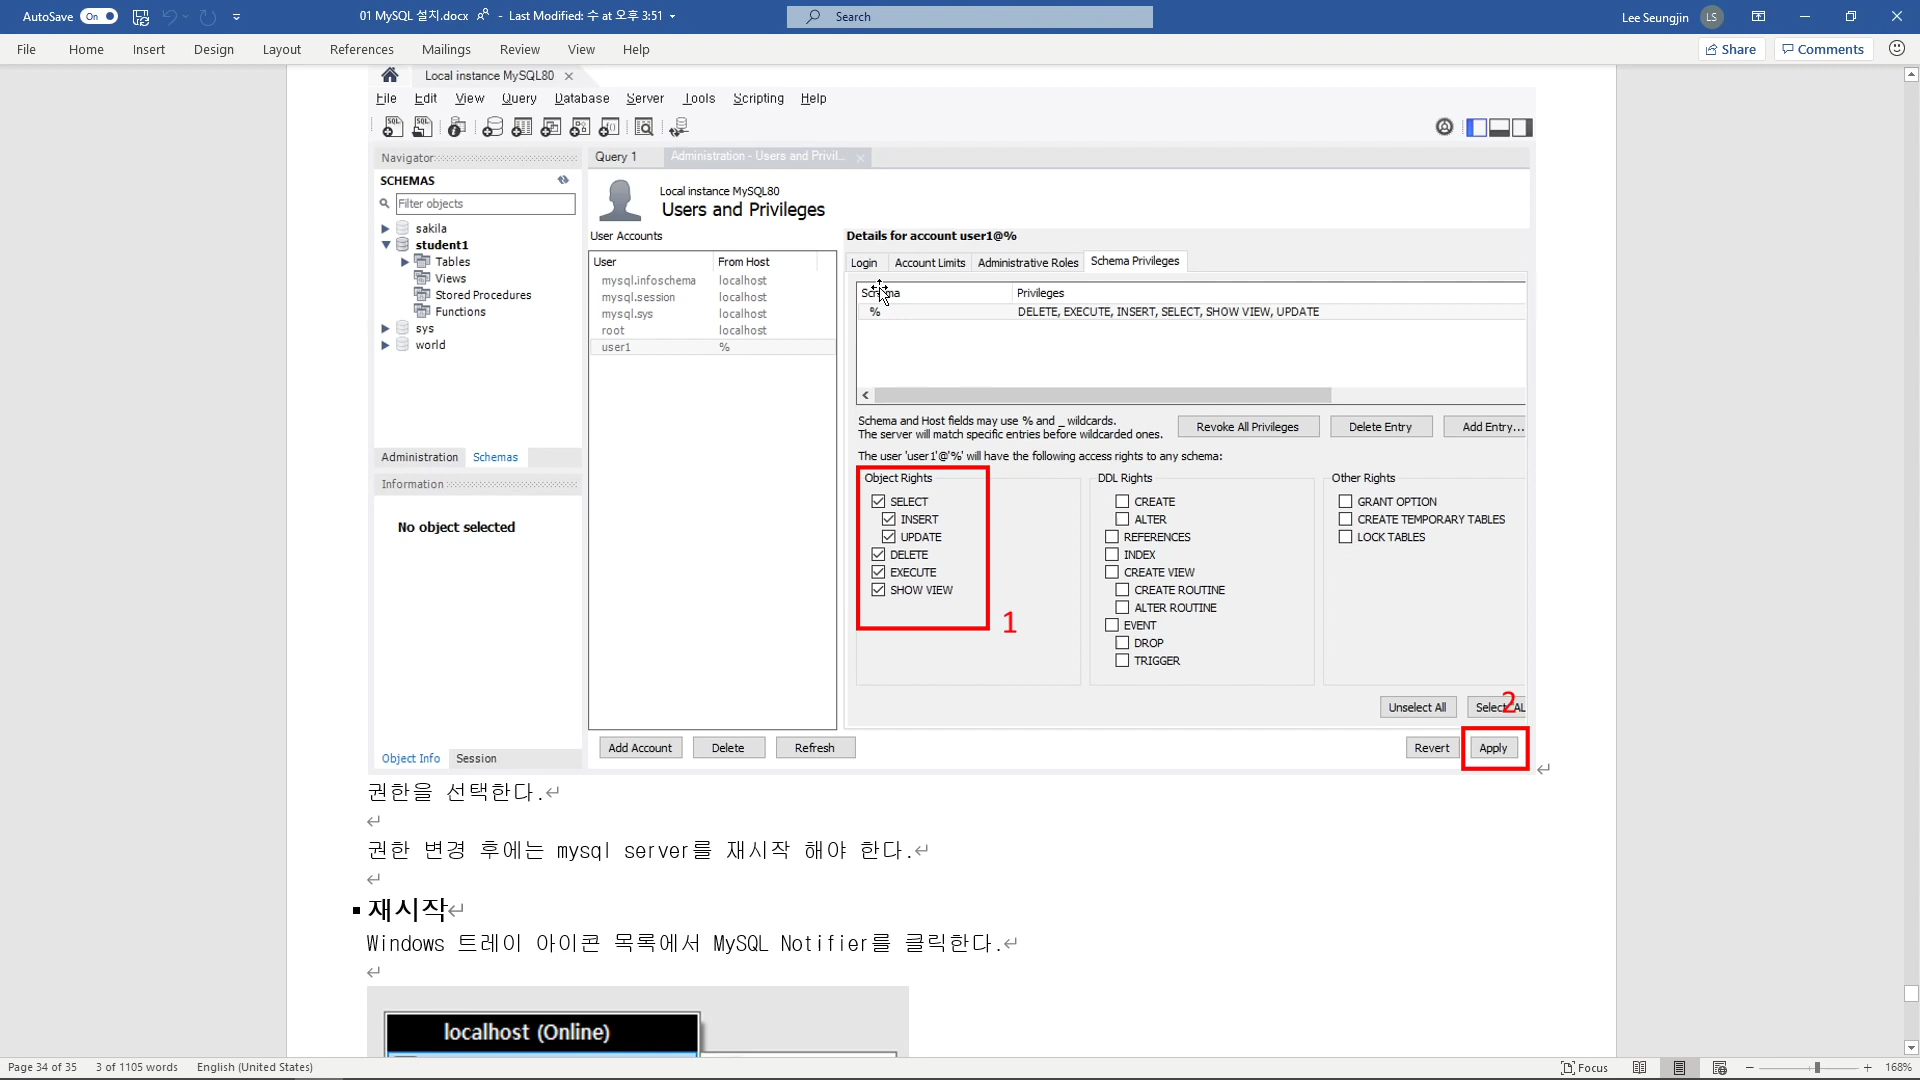 AutoSave On 01 MySQL 설치.docx - Last Modified: 수 at 오후 3:51 Search Lee Seungjin LS
File Home Insert Design Layout References Mailings Review View Help Share Comments
Local instance MySQL80
File Edit View Query Database Server Tools Scripting Help
Navigator
SCHEMAS
Filter objects
sakila
student1
Tables
Views
Stored Procedures
Functions
sys
world
Administration Schemas
Information
No object selected
Object Info Session
Query 1 Administration - Users and Privil...
Local instance MySQL80
Users and Privileges
User Accounts
User From Host
mysql.infoschema localhost
mysql.session localhost
mysql.sys localhost
root localhost
user1 %
Add Account Delete Refresh
Details for account user1@%
Login Account Limits Administrative Roles Schema Privileges
Schema Privileges
% DELETE, EXECUTE, INSERT, SELECT, SHOW VIEW, UPDATE
Schema and Host fields may use % and _ wildcards.
The server will match specific entries before wildcarded ones.
Revoke All Privileges Delete Entry Add Entry...
The user 'user1'@'%' will have the following access rights to any schema:
Object Rights
SELECT
INSERT
UPDATE
DELETE
EXECUTE
SHOW VIEW
1
DDL Rights
CREATE
ALTER
REFERENCES
INDEX
CREATE VIEW
CREATE ROUTINE
ALTER ROUTINE
EVENT
DROP
TRIGGER
Other Rights
GRANT OPTION
CREATE TEMPORARY TABLES
LOCK TABLES
Unselect All Select
2
Revert Apply
권한을 선택한다.
권한 변경 후에는 mysql server를 재시작 해야 한다.
재시작
Windows 트레이 아이콘 목록에서 MySQL Notifier를 클릭한다.
localhost (Online)
Page 34 of 35 3 of 1105 words English (United States) Focus 168%